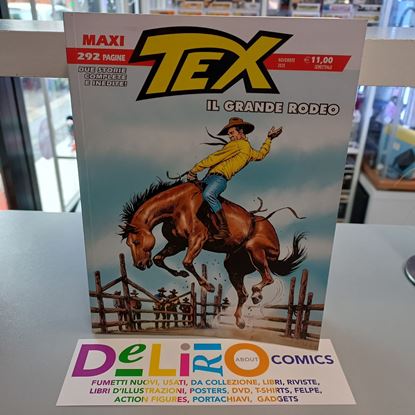 MAXI
292 PAGINE
DUE STORIE
COMPLETE
E INEDITE!
TEX
€ 11,00
IL GRANDE RODEO
DeLiRiO ABOUT COMICS
FUMETTI NUOVI, USATI, DA COLLEZIONE, LIBRI, RIVISTE,
LIBRI D'ILLUSTRAZIONI, POSTERS, DVD, T-SHIRTS, FELPE,
ACTION FIGURES, PORTACHIAVI, GADGETS